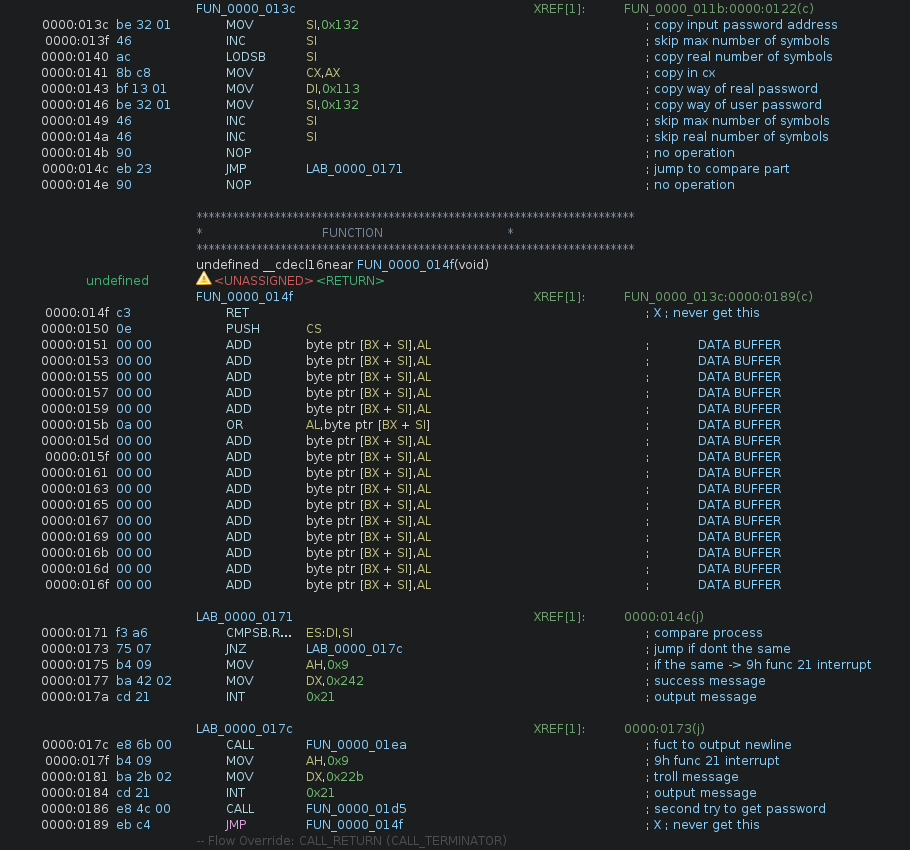 FUN_0000_013c XREF[1]: FUN_0000_011b:0000:0122(c)
0000:013c be 32 01 MOV SI,0x132 ; copy input password address
0000:013f 46 INC SI ; skip max number of symbols
0000:0140 ac LODSB SI ; copy real number of symbols
0000:0141 8b c8 MOV CX,AX ; copy in cx
0000:0143 bf 13 01 MOV DI,0x113 ; copy way of real password
0000:0146 be 32 01 MOV SI,0x132 ; copy way of user password
0000:0149 46 INC SI ; skip max number of symbols
0000:014a 46 INC SI ; skip real number of symbols
0000:014b 90 NOP ; no operation
0000:014c eb 23 JMP LAB_0000_0171 ; jump to compare part
0000:014e 90 NOP ; no operation
*************************************************************************
* FUNCTION *
*************************************************************************
undefined __cdecl16near FUN_0000_014f(void)
undefined <UNASSIGNED> <RETURN>
FUN_0000_014f XREF[1]: FUN_0000_013c:0000:0189(c)
0000:014f c3 RET ; X ; never get this
0000:0150 0e PUSH CS
0000:0151 00 00 ADD byte ptr [BX + SI],AL ; DATA BUFFER
0000:0153 00 00 ADD byte ptr [BX + SI],AL ; DATA BUFFER
0000:0155 00 00 ADD byte ptr [BX + SI],AL ; DATA BUFFER
0000:0157 00 00 ADD byte ptr [BX + SI],AL ; DATA BUFFER
0000:0159 00 00 ADD byte ptr [BX + SI],AL ; DATA BUFFER
0000:015b 0a 00 OR AL,byte ptr [BX + SI] ; DATA BUFFER
0000:015d 00 00 ADD byte ptr [BX + SI],AL ; DATA BUFFER
0000:015f 00 00 ADD byte ptr [BX + SI],AL ; DATA BUFFER
0000:0161 00 00 ADD byte ptr [BX + SI],AL ; DATA BUFFER
0000:0163 00 00 ADD byte ptr [BX + SI],AL ; DATA BUFFER
0000:0165 00 00 ADD byte ptr [BX + SI],AL ; DATA BUFFER
0000:0167 00 00 ADD byte ptr [BX + SI],AL ; DATA BUFFER
0000:0169 00 00 ADD byte ptr [BX + SI],AL ; DATA BUFFER
0000:016b 00 00 ADD byte ptr [BX + SI],AL ; DATA BUFFER
0000:016d 00 00 ADD byte ptr [BX + SI],AL ; DATA BUFFER
0000:016f 00 00 ADD byte ptr [BX + SI],AL ; DATA BUFFER
LAB_0000_0171 XREF[1]: 0000:014c(j)
0000:0171 f3 a6 CMPSB.R... ES:DI,SI ; compare process
0000:0173 75 07 JNZ LAB_0000_017c ; jump if dont the same
0000:0175 b4 09 MOV AH,0x9 ; if the same -> 9h func 21 interrupt
0000:0177 ba 42 02 MOV DX,0x242 ; success message
0000:017a cd 21 INT 0x21 ; output message
LAB_0000_017c XREF[1]: 0000:0173(j)
0000:017c e8 6b 00 CALL FUN_0000_01ea ; fuct to output newline
0000:017f b4 09 MOV AH,0x9 ; 9h func 21 interrupt
0000:0181 ba 2b 02 MOV DX,0x22b ; troll message
0000:0184 cd 21 INT 0x21 ; output message
0000:0186 e8 4c 00 CALL FUN_0000_01d5 ; second try to get password
0000:0189 eb c4 JMP FUN_0000_014f ; X ; never get this
-- Flow Override: CALL_RETURN (CALL_TERMINATOR)